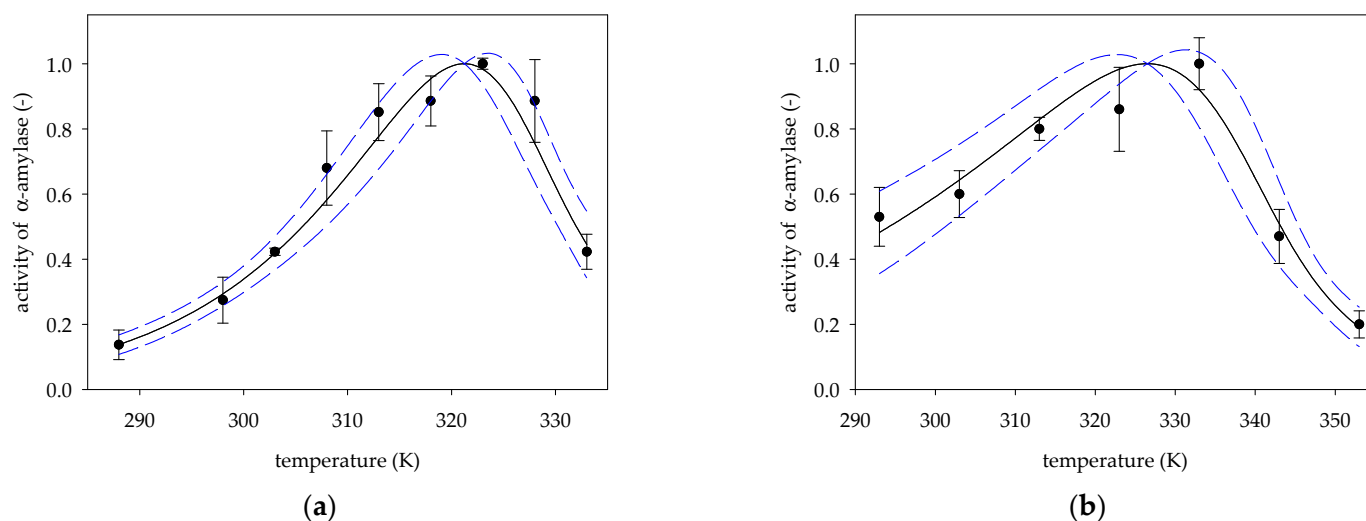 activity of α-amylase (-)
1.0
0.8
0.6
0.4
0.2
0.0
290 300 310 320 330
temperature (K)
(a)
activity of α-amylase (-)
1.0
0.8
0.6
0.4
0.2
0.0
290 300 310 320 330 340 350
temperature (K)
(b)